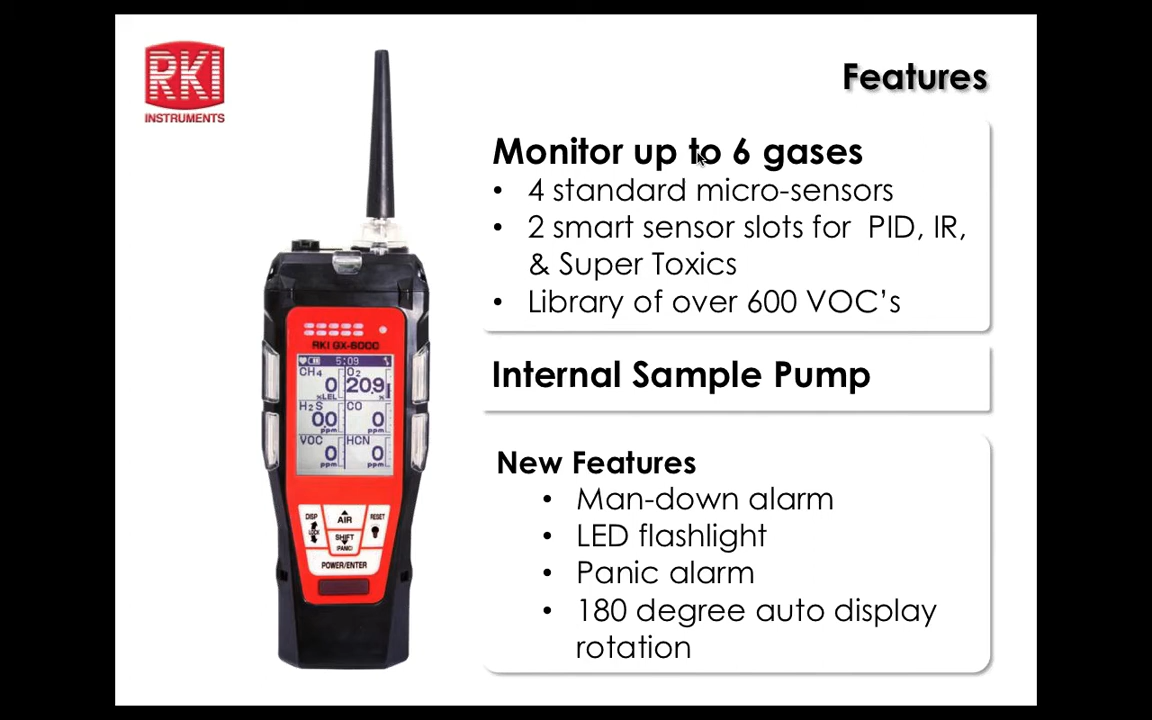 RKI
INSTRUMENTS
Features
Monitor up to 6 gases
• 4 standard micro-sensors
• 2 smart sensor slots for PID, IR,
& Super Toxics
• Library of over 600 VOC’s
Internal Sample Pump
New Features
• Man-down alarm
• LED flashlight
• Panic alarm
• 180 degree auto display
rotation
RKI GX-6000
5:09
CH4 O2
0 20.9
%LEL %
H2S CO
0.0 0
ppm ppm
VOC HCN
0 0
ppm ppm
DISP AIR RESET
LOCK SHIFT
(PANIC)
POWER/ENTER